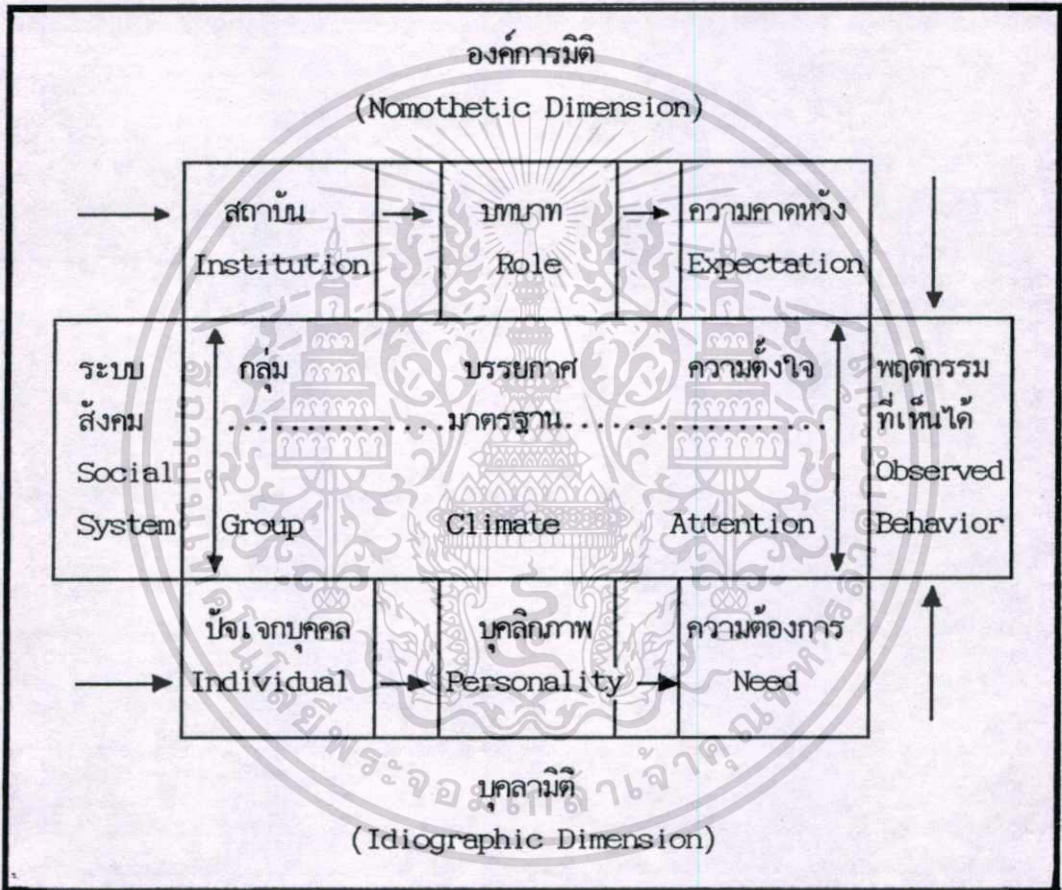 องค์การมิติ
(Nomothetic Dimension)
สถาบัน บทบาท ความคาดหวัง
Institution Role Expectation
ระบบ กลุ่ม บรรยกาศ ความตั้งใจ พฤติกรรม
สังคม ..............มาตรฐาน................. ที่เห็นได้
Social Observed
System Group Climate Attention Behavior
ปัจเจกบุคคล บุคลิกภาพ ความต้องการ
Individual Personality Need
บุคลามิติ
(Idiographic Dimension)